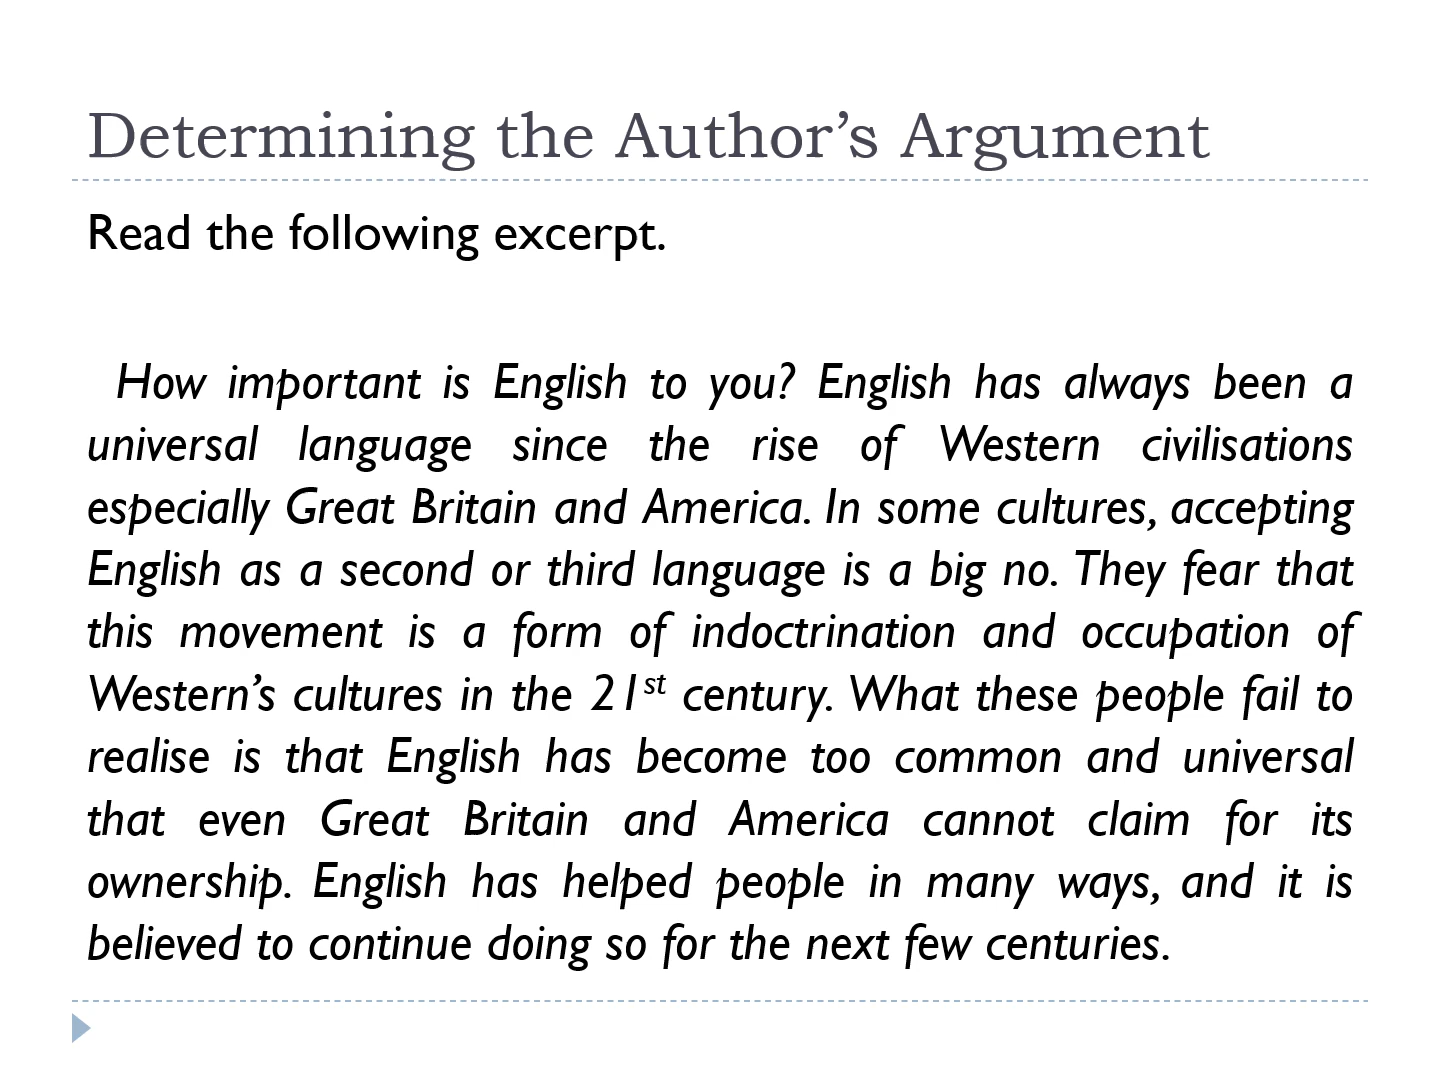 Determining the Author’s Argument
Read the following excerpt.
How important is English to you? English has always been a
universal language since the rise of Western civilisations
especially Great Britain and America. In some cultures, accepting
English as a second or third language is a big no. They fear that
this movement is a form of indoctrination and occupation of
Western’s cultures in the 21st century. What these people fail to
realise is that English has become too common and universal
that even Great Britain and America cannot claim for its
ownership. English has helped people in many ways, and it is
believed to continue doing so for the next few centuries.